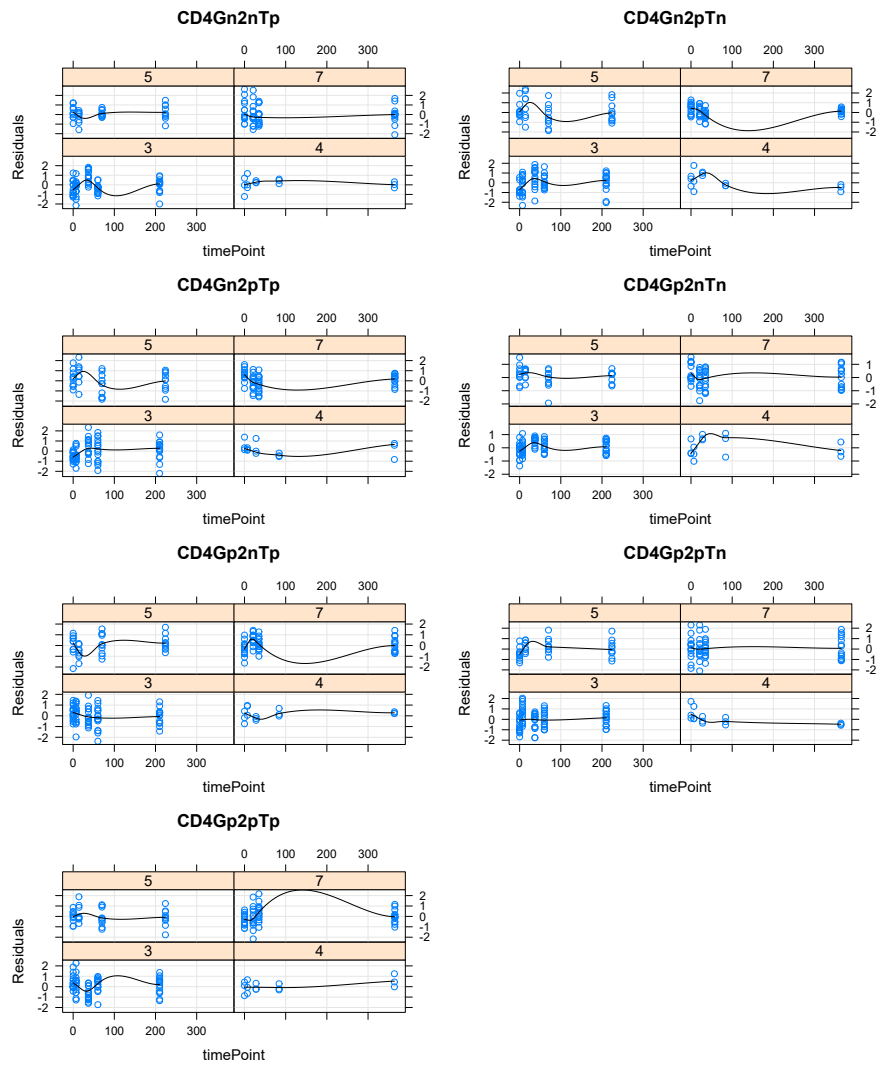 CD4Gn2nTp CD4Gn2pTn
0 100 200 300 0 100 200 300
5 7 5 7
2 1 0 -1 -2 2 1 0 -1 -2
Residuals Residuals
3 4 3 4
2 1 0 -1 -2 2 1 0 -1 -2
0 100 200 300 0 100 200 300
timePoint timePoint
CD4Gn2pTp CD4Gp2nTn
0 100 200 300 0 100 200 300
5 7 5 7
2 1 0 -1 -2 1 0 -1 -2
Residuals Residuals
3 4 3 4
2 1 0 -1 -2 1 0 -1 -2
0 100 200 300 0 100 200 300
timePoint timePoint
CD4Gp2nTp CD4Gp2pTn
0 100 200 300 0 100 200 300
5 7 5 7
2 1 0 -1 -2 2 1 0 -1 -2
Residuals Residuals
3 4 3 4
2 1 0 -1 -2 2 1 0 -1 -2
0 100 200 300 0 100 200 300
timePoint timePoint
CD4Gp2pTp
0 100 200 300
5 7
2 1 0 -1 -2
Residuals
3 4
2 1 0 -1 -2
0 100 200 300
timePoint